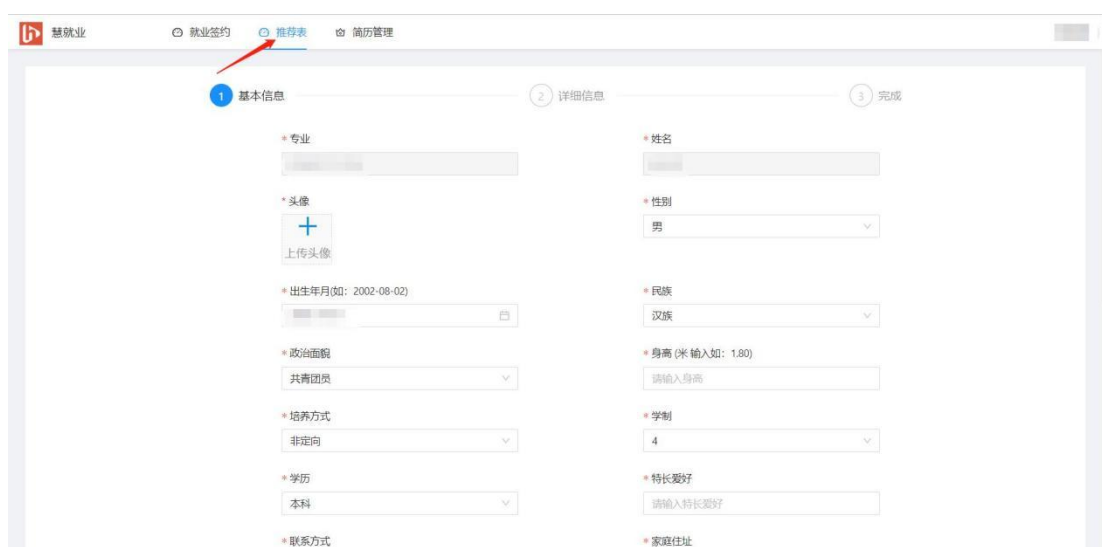 慧就业 就业签约 推荐表 简历管理
1 基本信息 2 详细信息 3 完成
* 专业 * 姓名
* 头像 * 性别
男
上传头像
* 出生年月(如：2002-08-02) * 民族
汉族
* 政治面貌 * 身高 (米 输入如：1.80)
共青团员 请输入身高
* 培养方式 * 学制
非定向 4
* 学历 * 特长爱好
本科 请输入特长爱好
* 联系方式 * 家庭住址